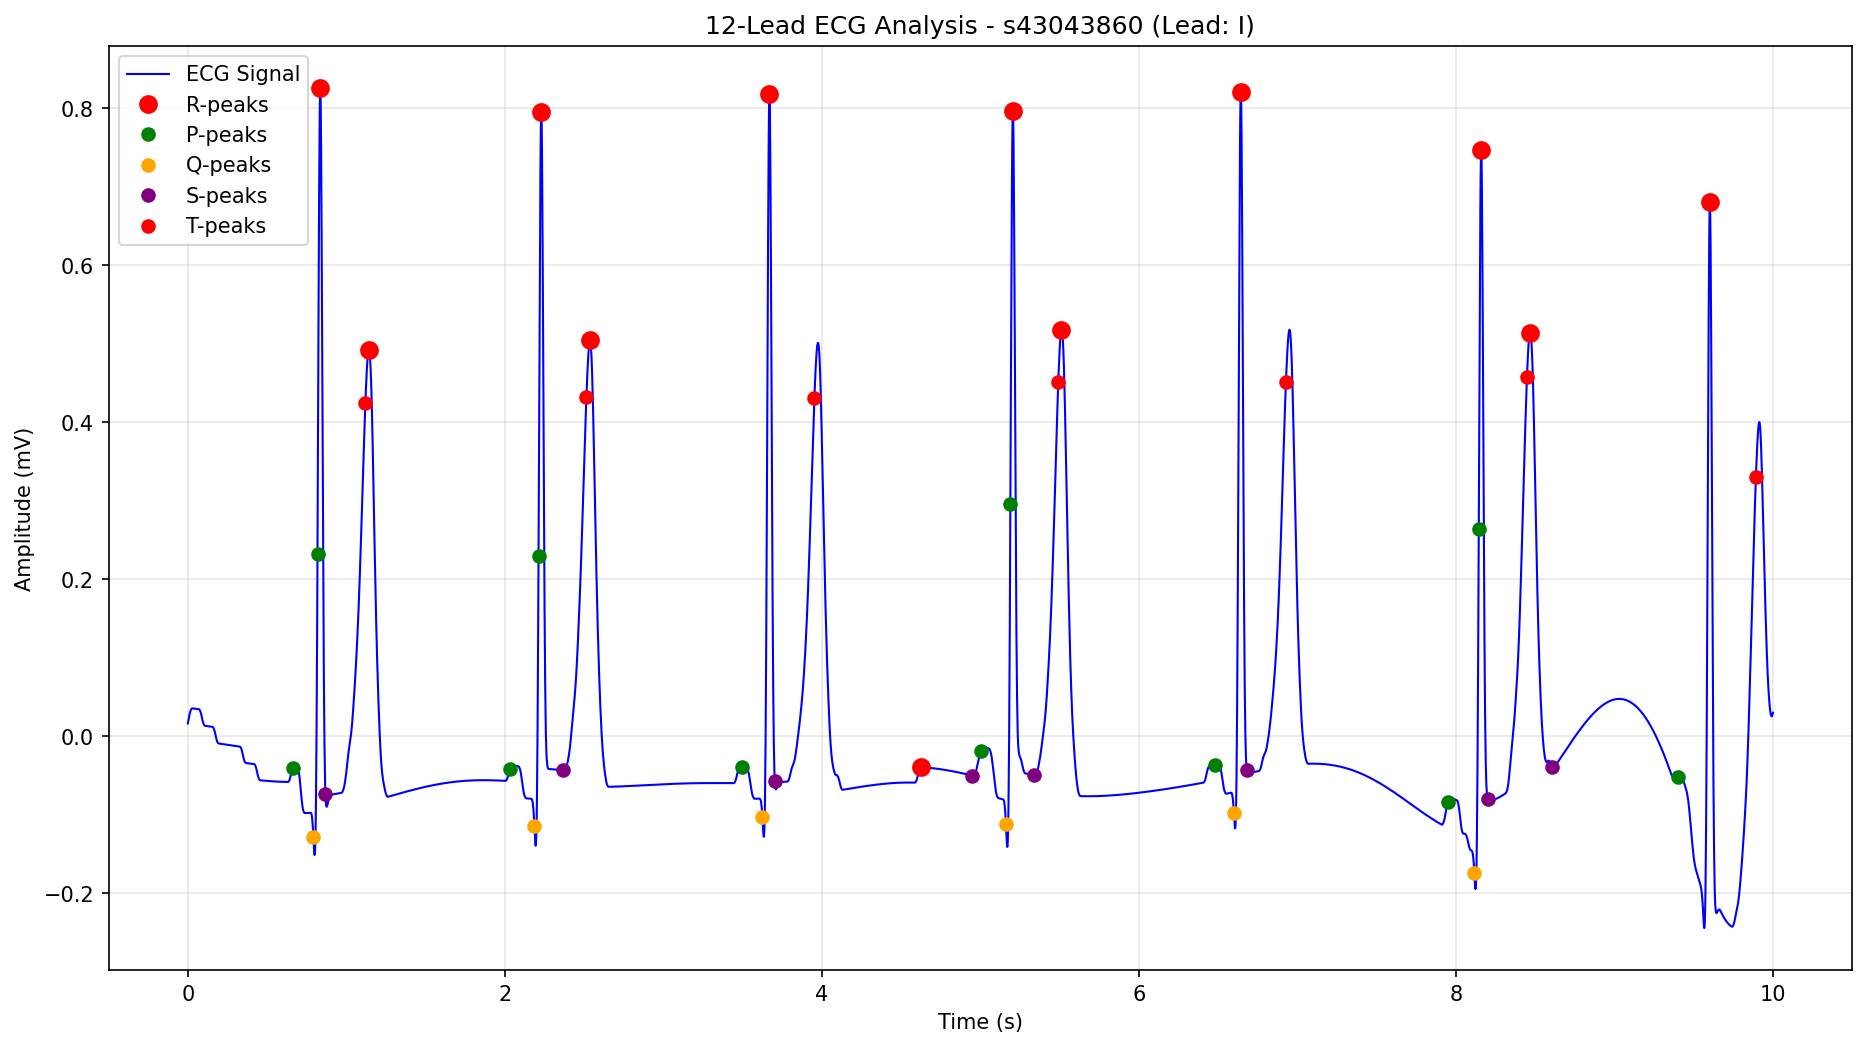 12-Lead ECG Analysis - s43043860 (Lead: I)
ECG Signal
R-peaks
P-peaks
Q-peaks
S-peaks
T-peaks
Amplitude (mV)
0.8
0.6
0.4
0.2
0.0
−0.2
0 2 4 6 8 10
Time (s)